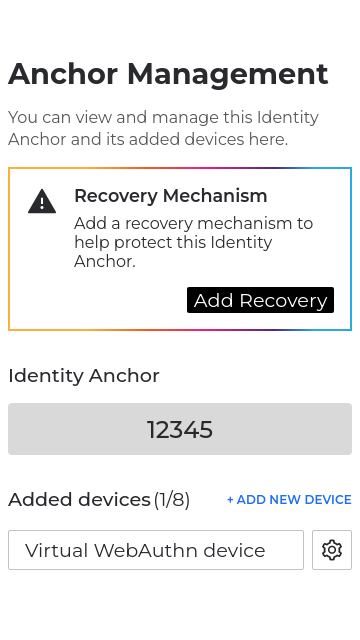 Anchor Management
You can view and manage this Identity
Anchor and its added devices here.
Recovery Mechanism
Add a recovery mechanism to
help protect this Identity
Anchor.
Add Recovery
Identity Anchor
12345
Added devices (1/8) + ADD NEW DEVICE
Virtual WebAuthn device